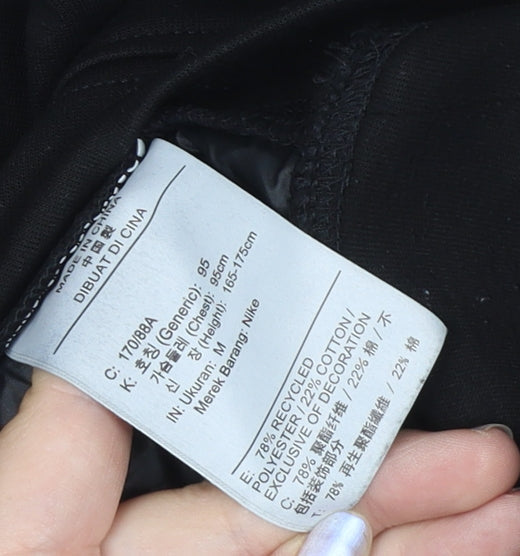 MADE IN CHINA
中國製
DIBUAT DI CINA
C: 170/88A
K: 호칭 (Generic): 95
가슴둘레 (Chest): 95cm
신 장 (Height): 165-175cm
IN: Ukuran: M
Merek Barang: Nike
E: 78% RECYCLED
POLYESTER / 22% COTTON /
EXCLUSIVE OF DECORATION
C: 78% 聚酯纤维 / 22% 棉 / 不
包括装饰部分
T: 78% 再生聚酯纖維 / 22% 棉